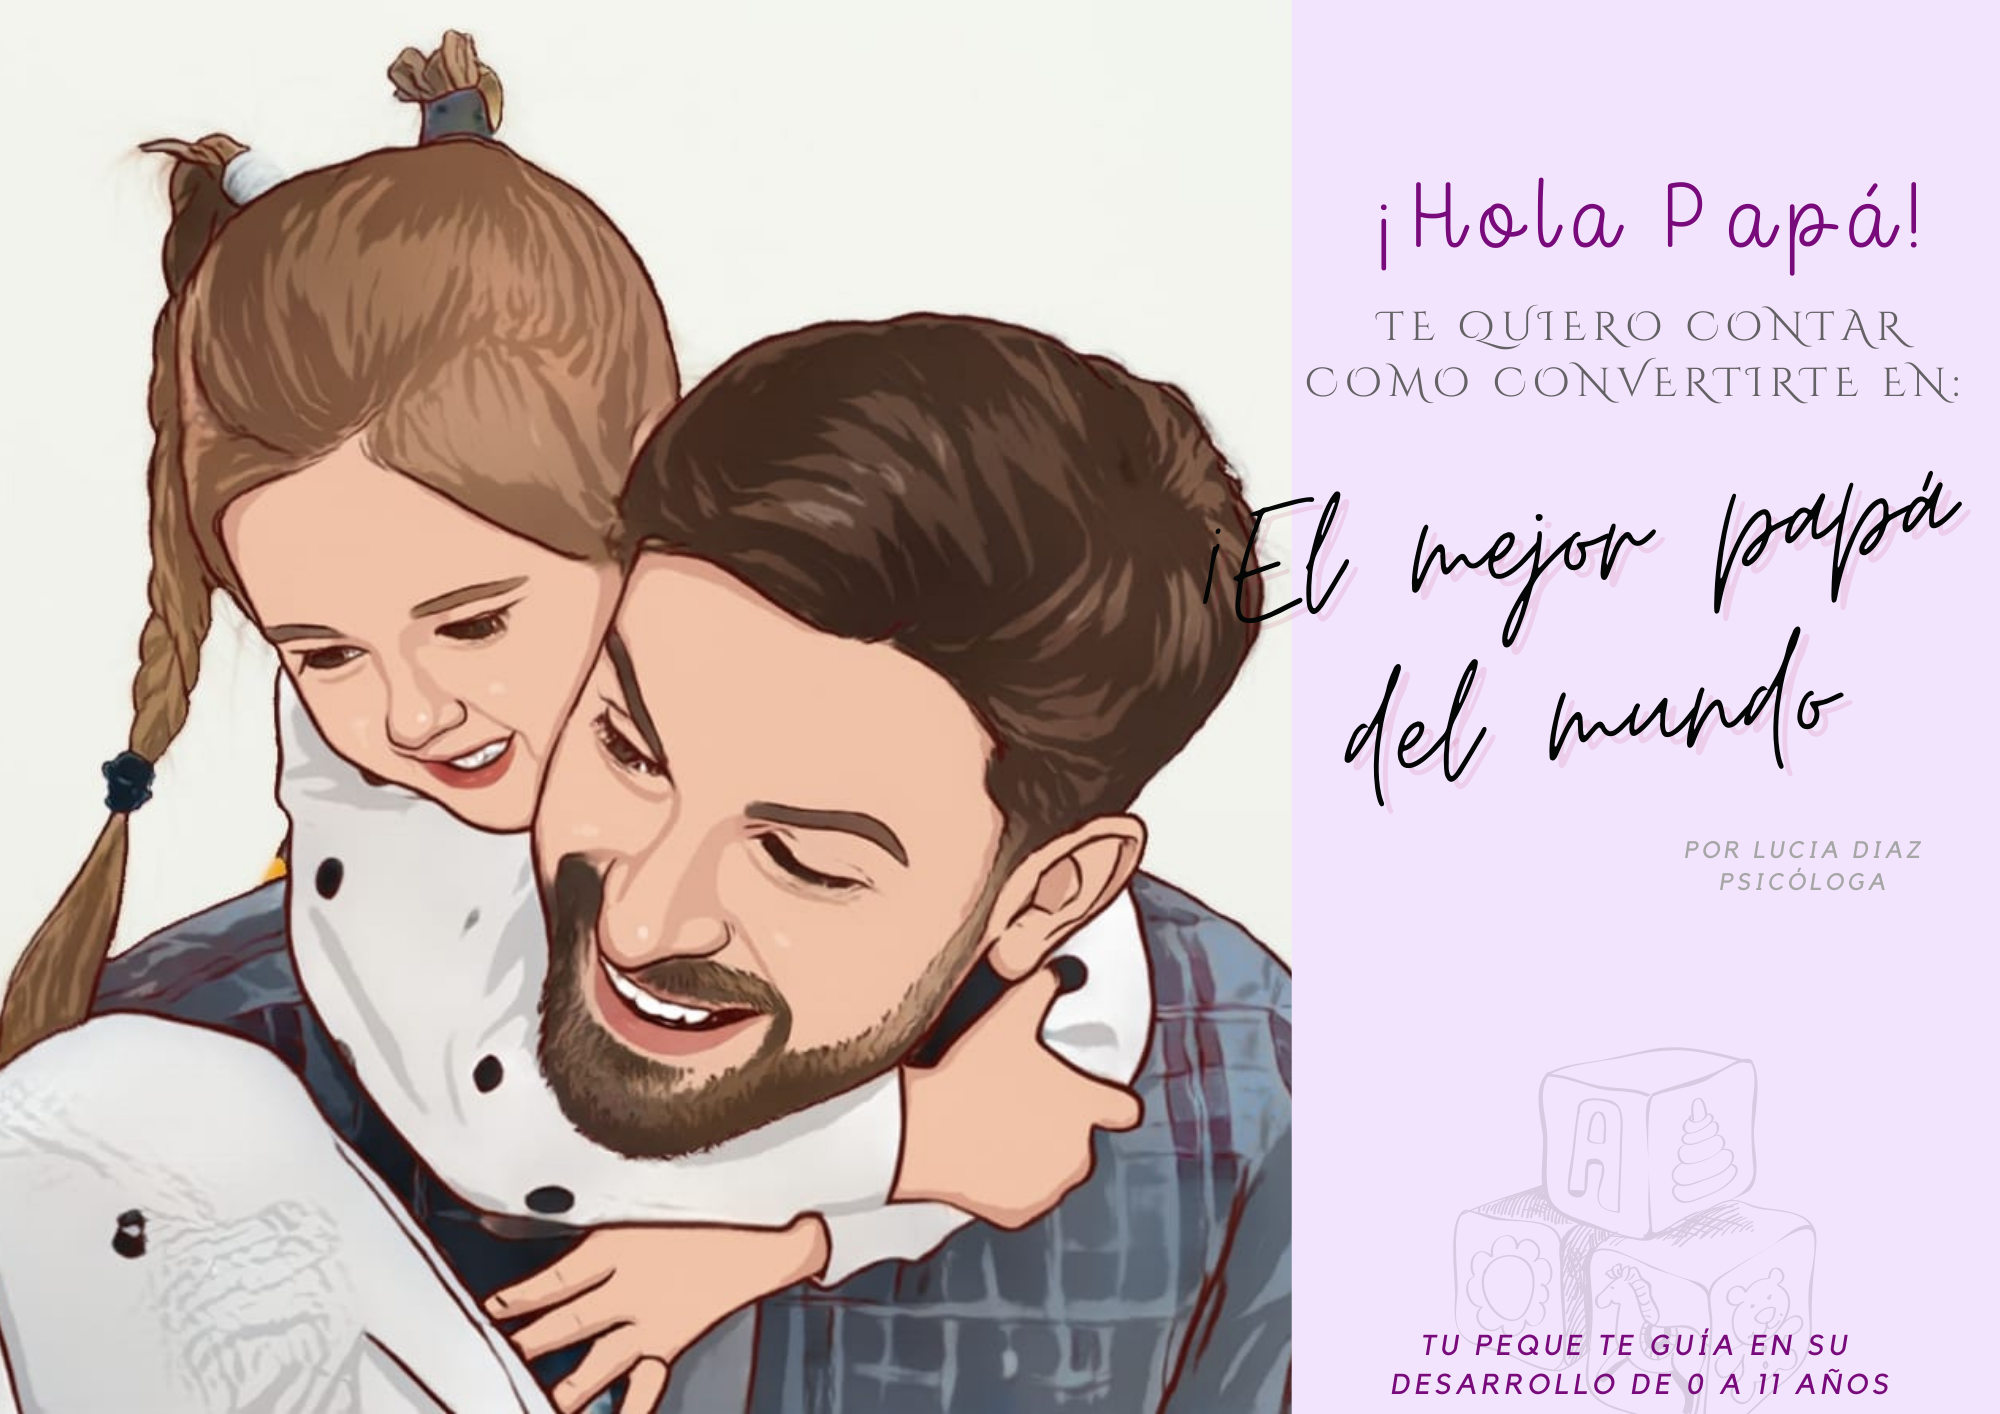 ¡Hola Papá!
TE QUIERO CONTAR
COMO CONVERTIRTE EN:
¡El mejor papá
del mundo
POR LUCIA DIAZ
PSICÓLOGA
A
TU PEQUE TE GUÍA EN SU
DESARROLLO DE 0 A 11 AÑOS